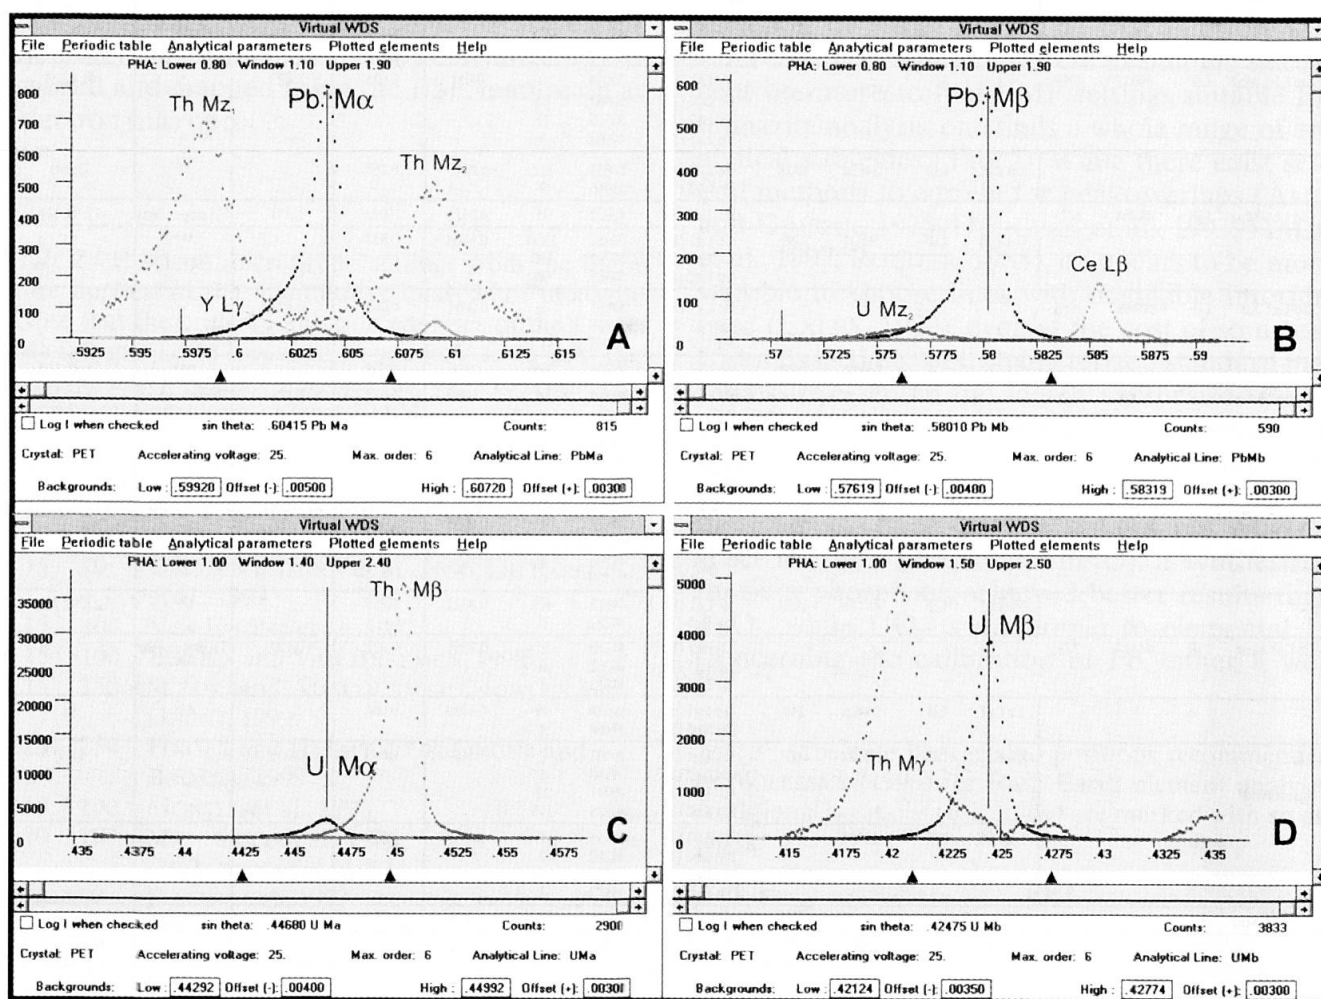 Virtual WDS
File Periodic table Analytical parameters Plotted elements Help
PHA: Lower 0.80 Window 1.10 Upper 1.90
800
700
600
500
400
300
200
100
0
Th Mz,
Pb Mα
Th Mz,
Y Lγ
5925 595 5975 6 6025 605 6075 61 6125 615
A
Log I when checked sin theta: .60415 Pb Ma Counts: 815
Crystal: PET Accelerating voltage: 25. Max. order: 6 Analytical Line: PbMa
Backgrounds: Low : .59920 Offset (-): .00500 High : .60720 Offset (+): .00300
Virtual WDS
File Periodic table Analytical parameters Plotted elements Help
PHA: Lower 0.80 Window 1.10 Upper 1.90
600
500
400
300
200
100
0
Pb Mβ
Ce Lβ
U Mz,
57 5725 575 5775 58 5825 585 5875 59
B
Log I when checked sin theta: .58010 Pb Mb Counts: 590
Crystal: PET Accelerating voltage: 25. Max. order: 6 Analytical Line: PbMb
Backgrounds: Low : .57619 Offset (-): .00400 High : .58319 Offset (+): .00300
Virtual WDS
File Periodic table Analytical parameters Plotted elements Help
PHA: Lower 1.00 Window 1.40 Upper 2.40
35000
30000
25000
20000
15000
10000
5000
0
Th Mβ
U Mα
435 4375 44 4425 445 4475 45 4525 455 4575
C
Log I when checked sin theta: .44680 U Ma Counts: 2900
Crystal: PET Accelerating voltage: 25. Max. order: 6 Analytical Line: UMa
Backgrounds: Low : .44292 Offset (-): .00400 High : .44992 Offset (+): .00300
Virtual WDS
File Periodic table Analytical parameters Plotted elements Help
PHA: Lower 1.00 Window 1.50 Upper 2.50
5000
4000
3000
2000
1000
0
U Mβ
Th Mγ
415 4175 42 4225 425 4275 43 4325 435
D
Log I when checked sin theta: .42475 U Mb Counts: 3833
Crystal: PET Accelerating voltage: 25. Max. order: 6 Analytical Line: UMb
Backgrounds: Low : .42124 Offset (-): .00350 High : .42774 Offset (+): .00300